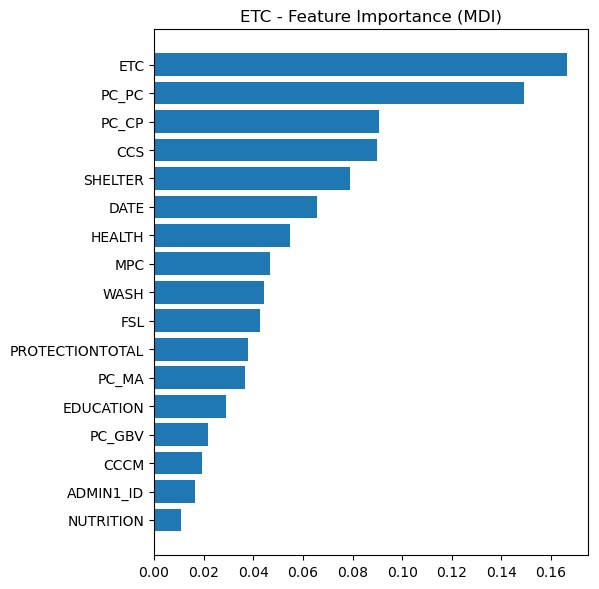 ETC - Feature Importance (MDI)
ETC
PC_PC
PC_CP
CCS
SHELTER
DATE
HEALTH
MPC
WASH
FSL
PROTECTIONTOTAL
PC_MA
EDUCATION
PC_GBV
CCCM
ADMIN1_ID
NUTRITION
0.00 0.02 0.04 0.06 0.08 0.10 0.12 0.14 0.16